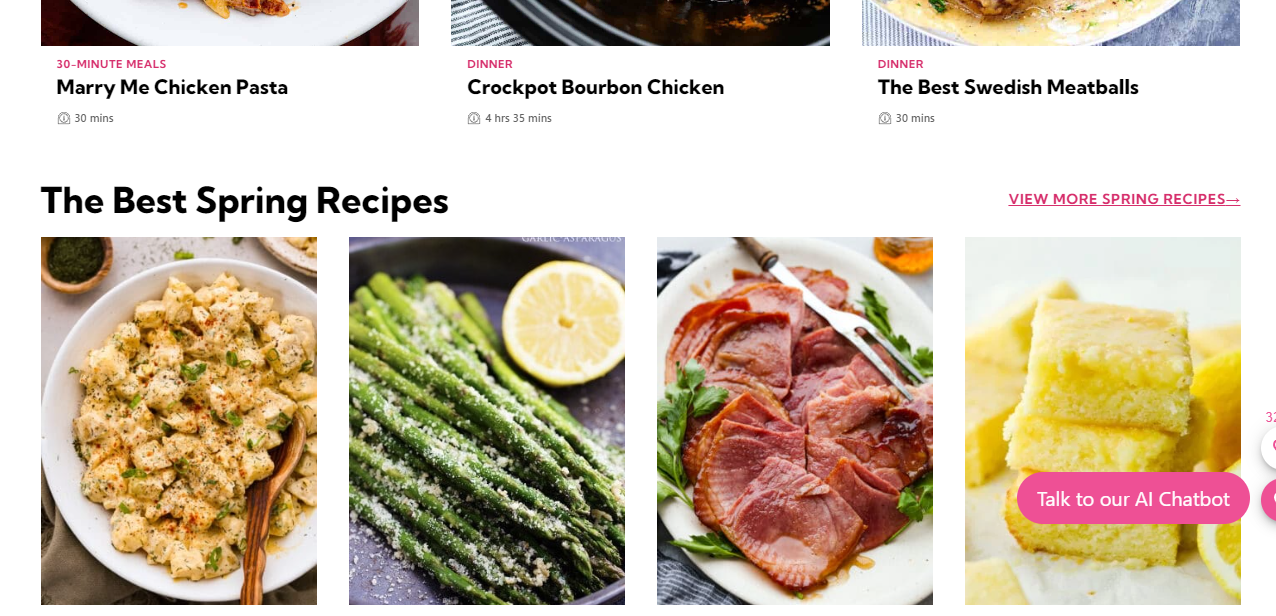 30-MINUTE MEALS
Marry Me Chicken Pasta
30 mins
DINNER
Crockpot Bourbon Chicken
4 hrs 35 mins
DINNER
The Best Swedish Meatballs
30 mins
The Best Spring Recipes
VIEW MORE SPRING RECIPES→
GARLIC ASPARAGUS
Talk to our AI Chatbot